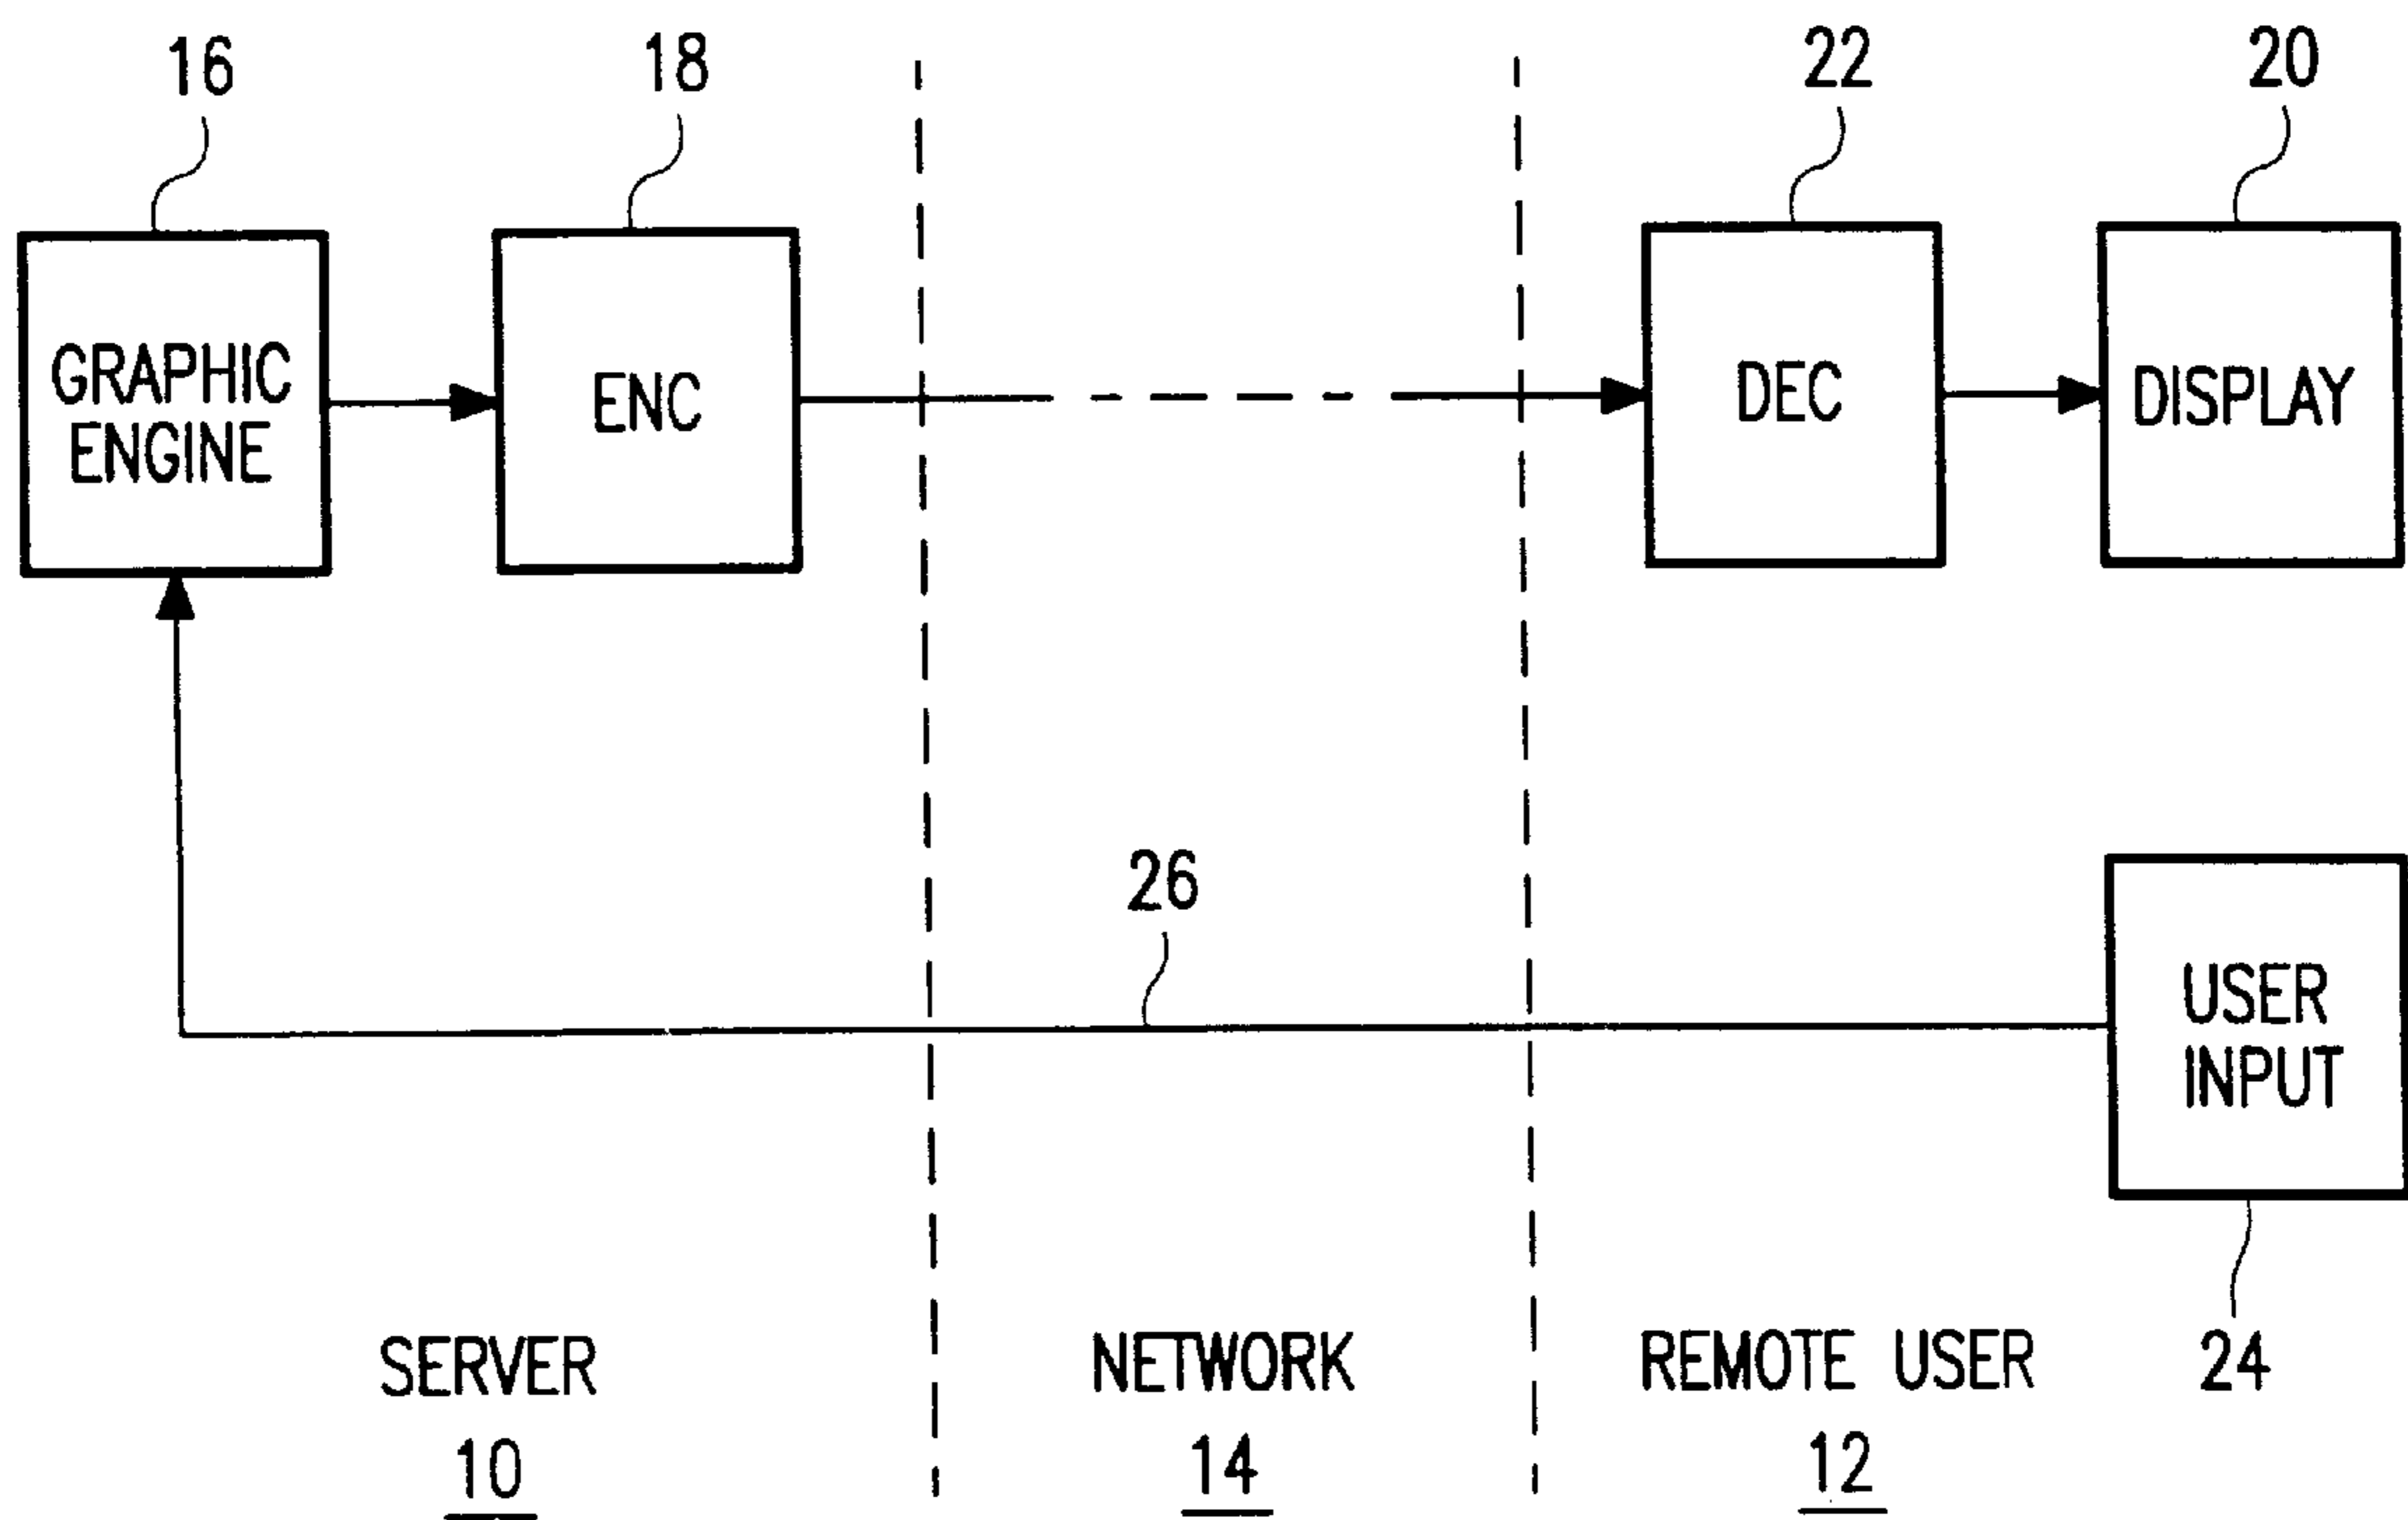 16
18
22
20
GRAPHIC
ENGINE
ENC
DEC
DISPLAY
26
USER
INPUT
24
SERVER
10
NETWORK
14
REMOTE USER
12